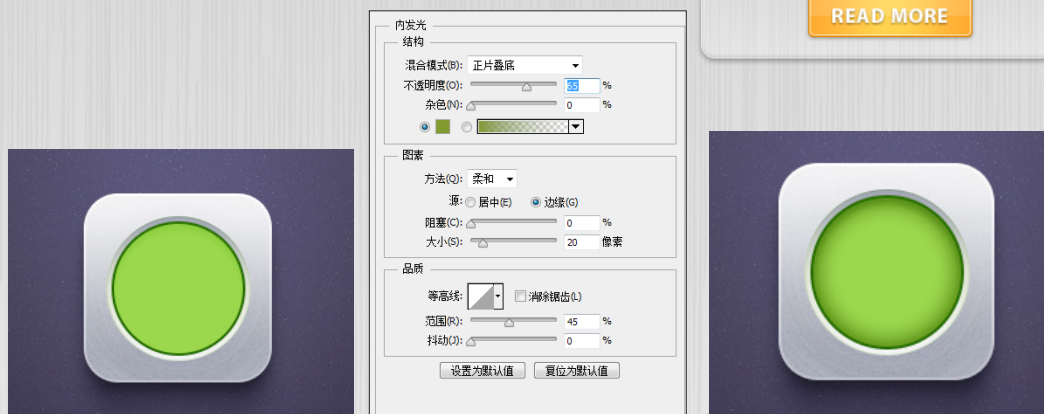 READ MORE
内发光
结构
混合模式(B): 正片叠底
不透明度(O): 65 %
杂色(N): 0 %
图素
方法(Q): 柔和
源: 居中(E) 边缘(G)
阻塞(C): 0 %
大小(S): 20 像素
品质
等高线: 消除锯齿(L)
范围(R): 45 %
抖动(J): 0 %
设置为默认值 复位为默认值